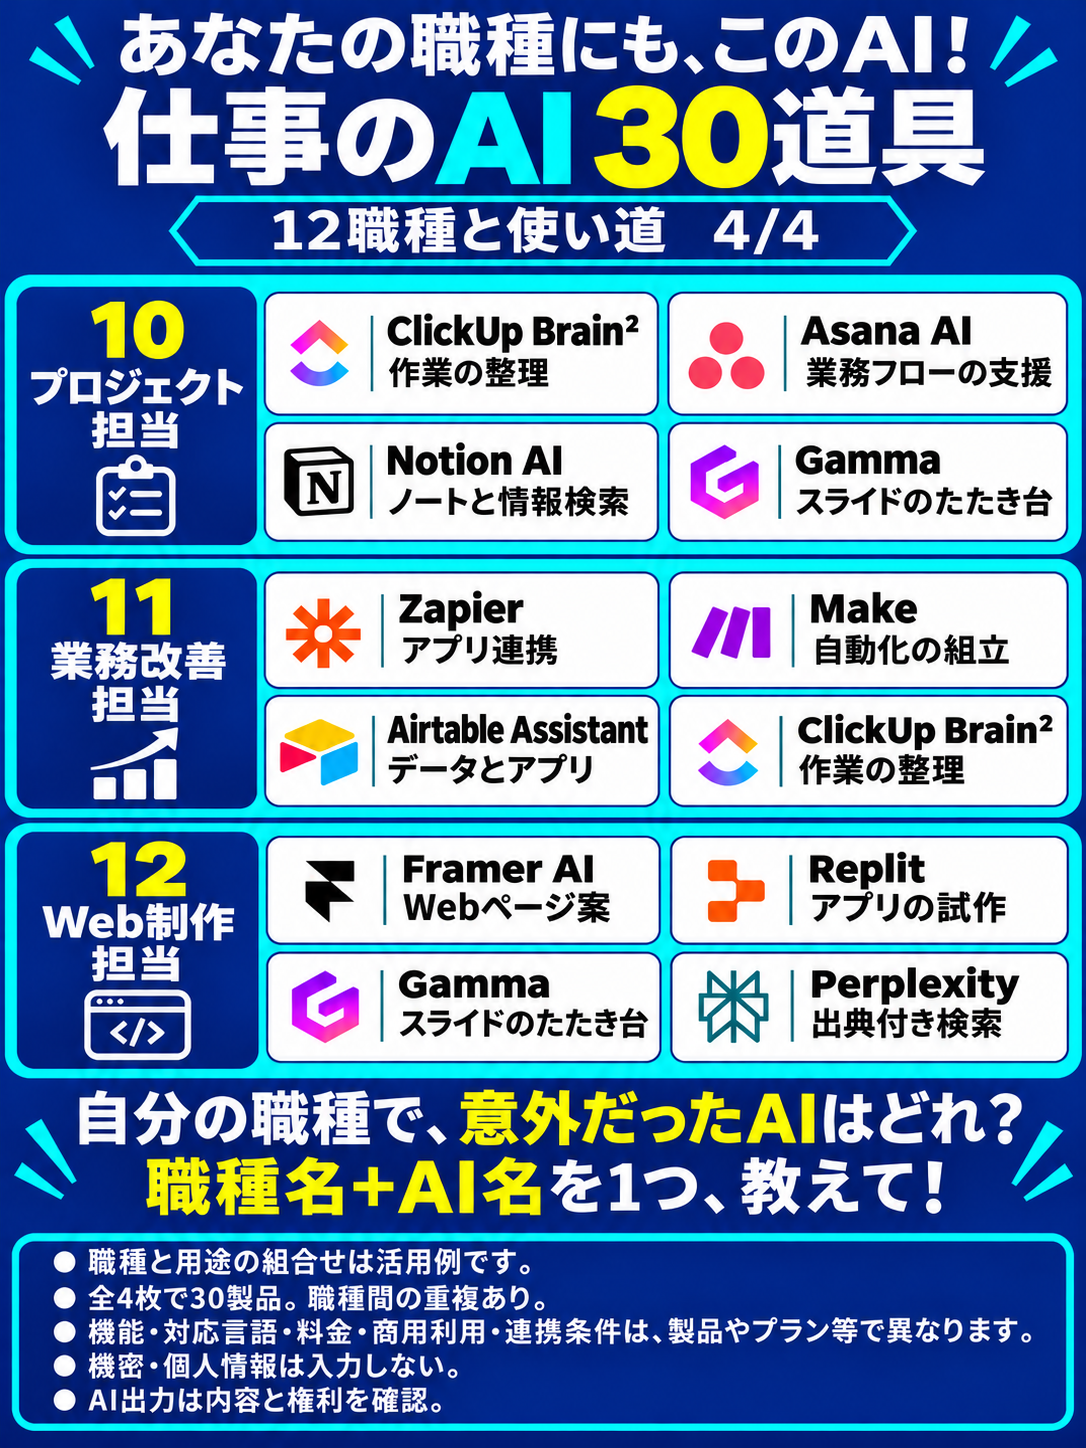 あなたの職種にも、このAI!
仕事のAI 30道具
12職種と使い道 4/4
10
プロジェクト
担当
ClickUp Brain²
作業の整理
Asana AI
業務フローの支援
Notion AI
ノートと情報検索
Gamma
スライドのたたき台
11
業務改善
担当
Zapier
アプリ連携
Make
自動化の組立
Airtable Assistant
データとアプリ
ClickUp Brain²
作業の整理
12
Web制作
担当
</>
Framer AI
Webページ案
Replit
アプリの試作
Gamma
スライドのたたき台
Perplexity
出典付き検索
自分の職種で、意外だったAIはどれ?
職種名+AI名を1つ、教えて!
● 職種と用途の組合せは活用例です。
● 全4枚で30製品。職種間の重複あり。
● 機能・対応言語・料金・商用利用・連携条件は、製品やプラン等で異なります。
● 機密・個人情報は入力しない。
● AI出力は内容と権利を確認。